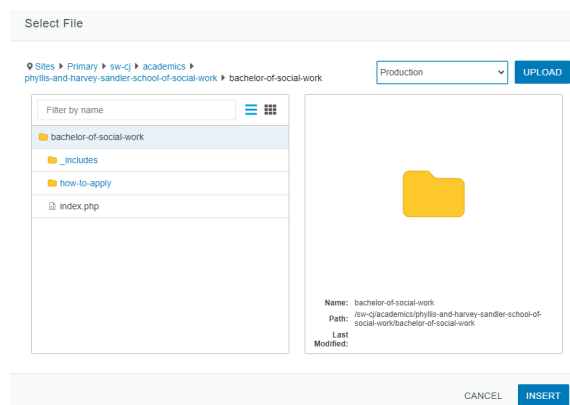 Select File
Sites Primary sw-cj academics
phyllis-and-harvey-sandler-school-of-social-work bachelor-of-social-work
Production
UPLOAD
Filter by name
bachelor-of-social-work
_includes
how-to-apply
index.php
Name: bachelor-of-social-work
Path: /sw-cj/academics/phyllis-and-harvey-sandler-school-of-
social-work/bachelor-of-social-work
Last
Modified:
CANCEL
INSERT